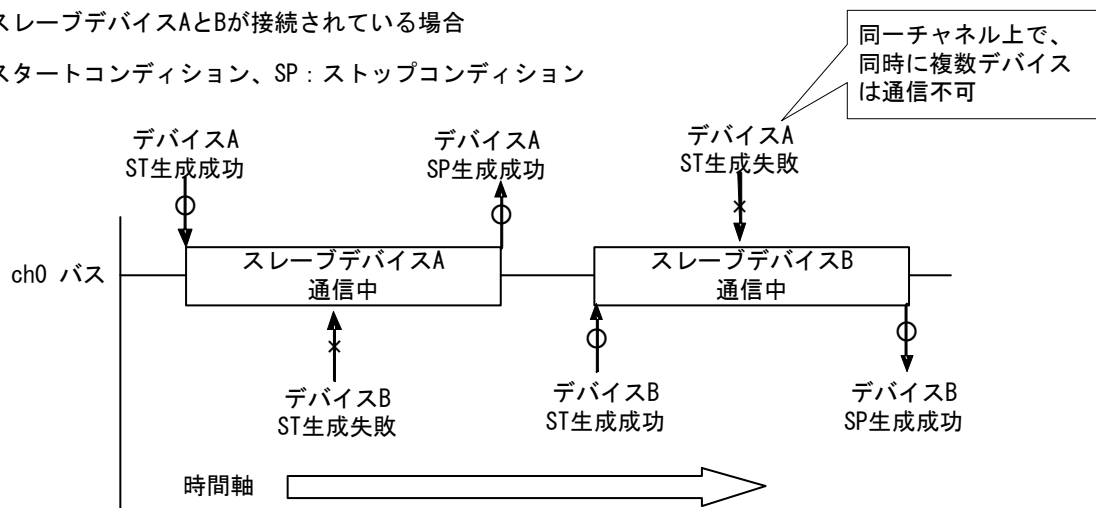 スレーブデバイスAとBが接続されている場合
スタートコンディション、SP：ストップコンディション
同一チャネル上で、
同時に複数デバイス
は通信不可
デバイスA
ST生成成功
デバイスA
SP生成成功
デバイスA
ST生成失敗
ch0 バス
スレーブデバイスA
通信中
スレーブデバイスB
通信中
デバイスB
ST生成失敗
デバイスB
ST生成成功
デバイスB
SP生成成功
時間軸